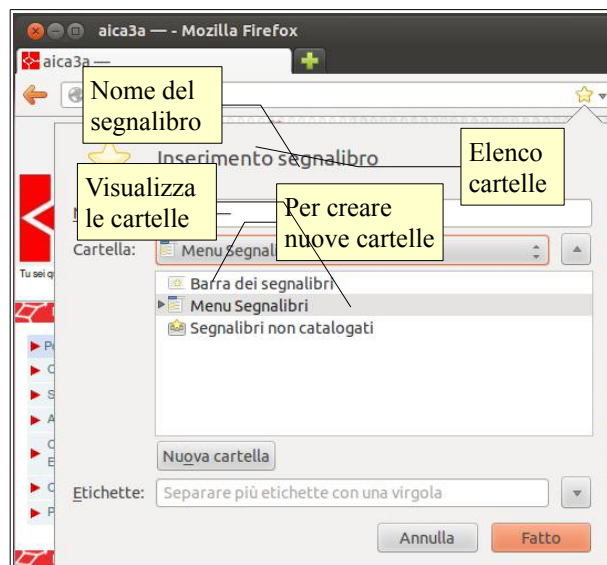 aica3a — - Mozilla Firefox
aica3a —
Nome del
segnalibro
Inserimento segnalibro
Elenco
cartelle
Visualizza
le cartelle
Per creare
nuove cartelle
Cartella:
Menu Segnali
Barra dei segnalibri
Menu Segnalibri
Segnalibri non catalogati
Tu sei q
Nuova cartella
Etichette:
Separare più etichette con una virgola
Annulla
Fatto